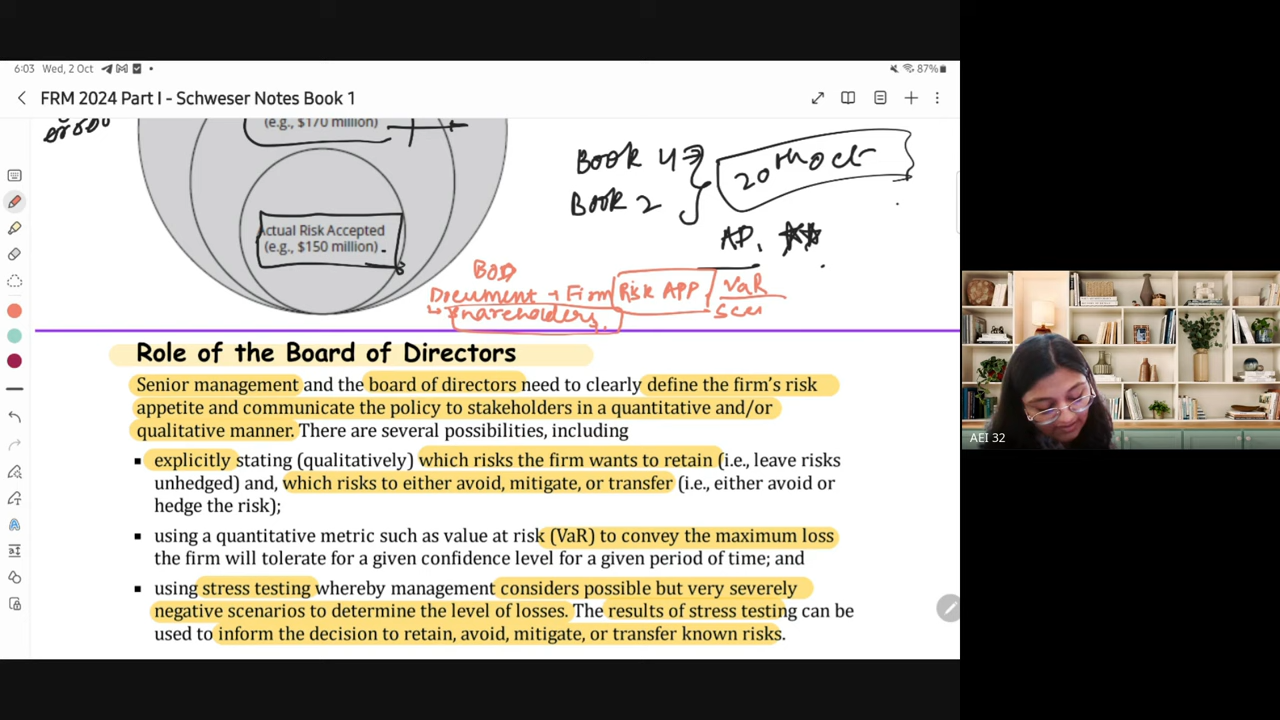 6:03 Wed, 2 Oct
87%
FRM 2024 Part I - Schweser Notes Book 1
(e.g., $170 million)
Book 4
20th Oct
Book 2
Actual Risk Accepted
(e.g., $150 million)
BOD
Document → Firm Risk APP / VaR
Shareholders
Role of the Board of Directors
Senior management and the board of directors need to clearly define the firm's risk
appetite and communicate the policy to stakeholders in a quantitative and/or
qualitative manner. There are several possibilities, including
▪ explicitly stating (qualitatively) which risks the firm wants to retain (i.e., leave risks
unhedged) and, which risks to either avoid, mitigate, or transfer (i.e., either avoid or
hedge the risk);
▪ using a quantitative metric such as value at risk (VaR) to convey the maximum loss
the firm will tolerate for a given confidence level for a given period of time; and
▪ using stress testing whereby management considers possible but very severely
negative scenarios to determine the level of losses. The results of stress testing can be
used to inform the decision to retain, avoid, mitigate, or transfer known risks.
AEI 32